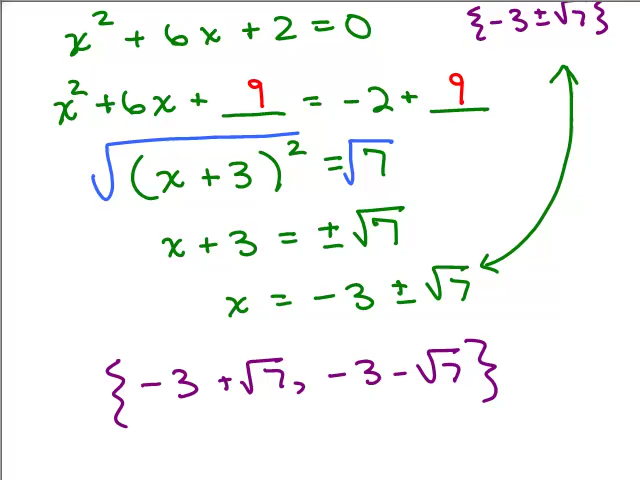 x² + 6x + 2 = 0
{-3 ± √7}
x² + 6x + 9 = -2 + 9
√(x + 3)² = √7
x + 3 = ± √7
x = -3 ± √7
{-3 + √7, -3 - √7}